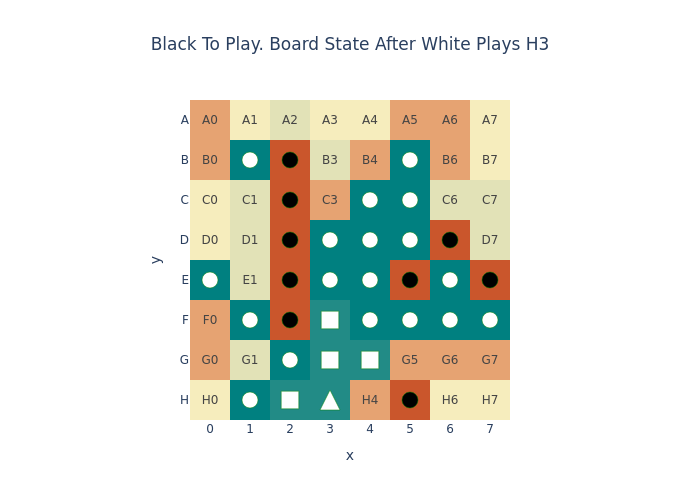 Black To Play. Board State After White Plays H3
A A0 A1 A2 A3 A4 A5 A6 A7
B B0 B3 B4 B6 B7
C C0 C1 C3 C6 C7
D D0 D1 D7
y
E E1
F F0
G G0 G1 G5 G6 G7
H H0 H4 H6 H7
0 1 2 3 4 5 6 7
x